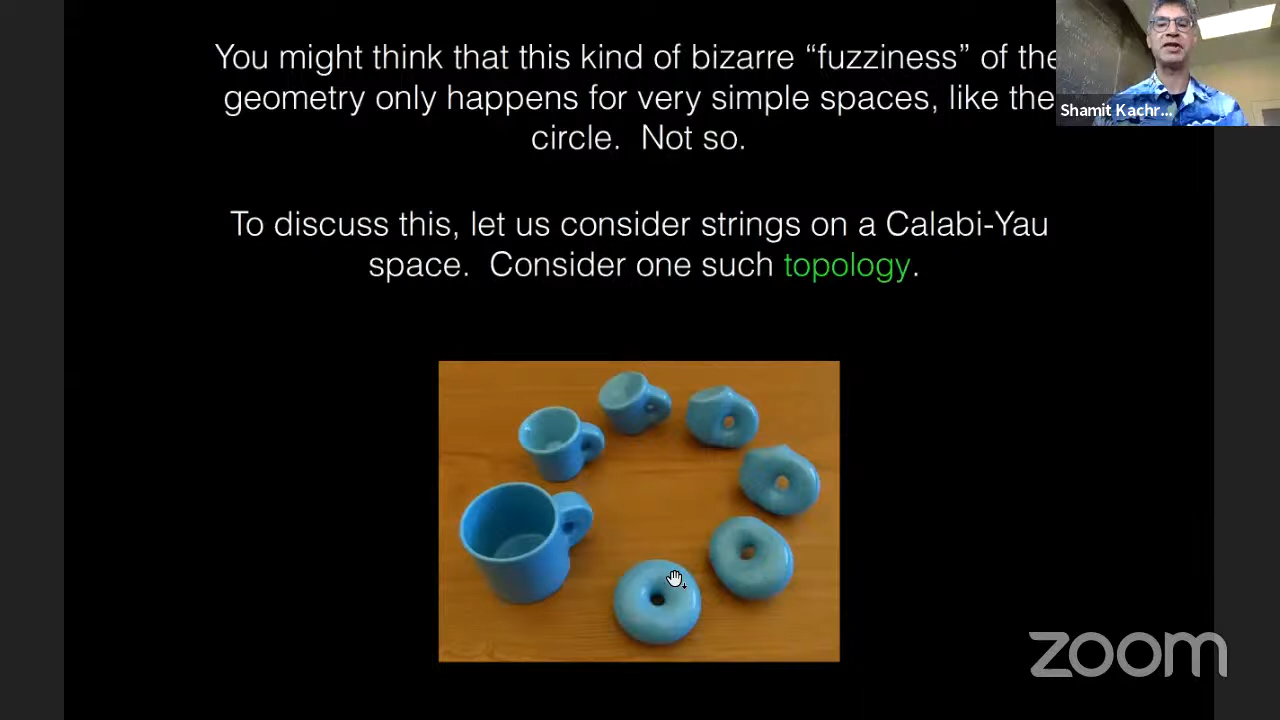 You might think that this kind of bizarre “fuzziness” of the
geometry only happens for very simple spaces, like the
circle. Not so.
Shamit Kachr...
To discuss this, let us consider strings on a Calabi-Yau
space. Consider one such topology.
zoom